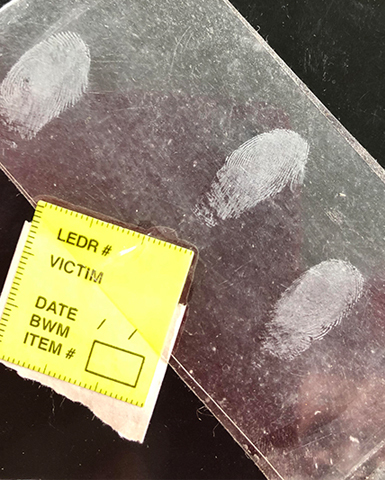 LEDR #
VICTIM
DATE / /
BWM
ITEM #